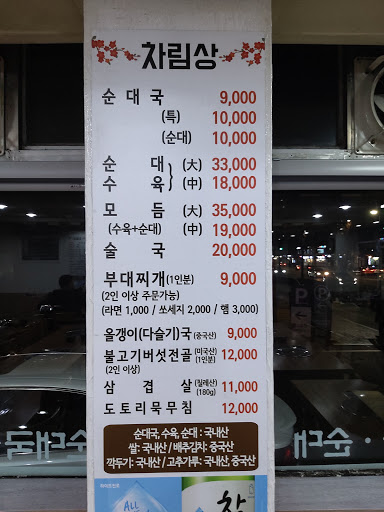 차림상
순대국 9,000
(특) 10,000
(순대) 10,000
순대 (大) 33,000
수육 (中) 18,000
모듬 (大) 35,000
(수육+순대) (中) 19,000
술국 20,000
부대찌개(1인분) 9,000
(2인 이상 주문가능)
(라면 1,000 / 쏘세지 2,000 / 햄 3,000)
올갱이(다슬기)국 (중국산) 9,000
불고기버섯전골 (미국산) (1인분) 12,000
(2인 이상)
삼겹살 (칠레산) (180g) 11,000
도토리묵무침 12,000
순대국, 수육, 순대 : 국내산
쌀: 국내산 / 배추김치: 중국산
깍두기: 국내산 / 고추가루: 국내산, 중국산
ALL
순대